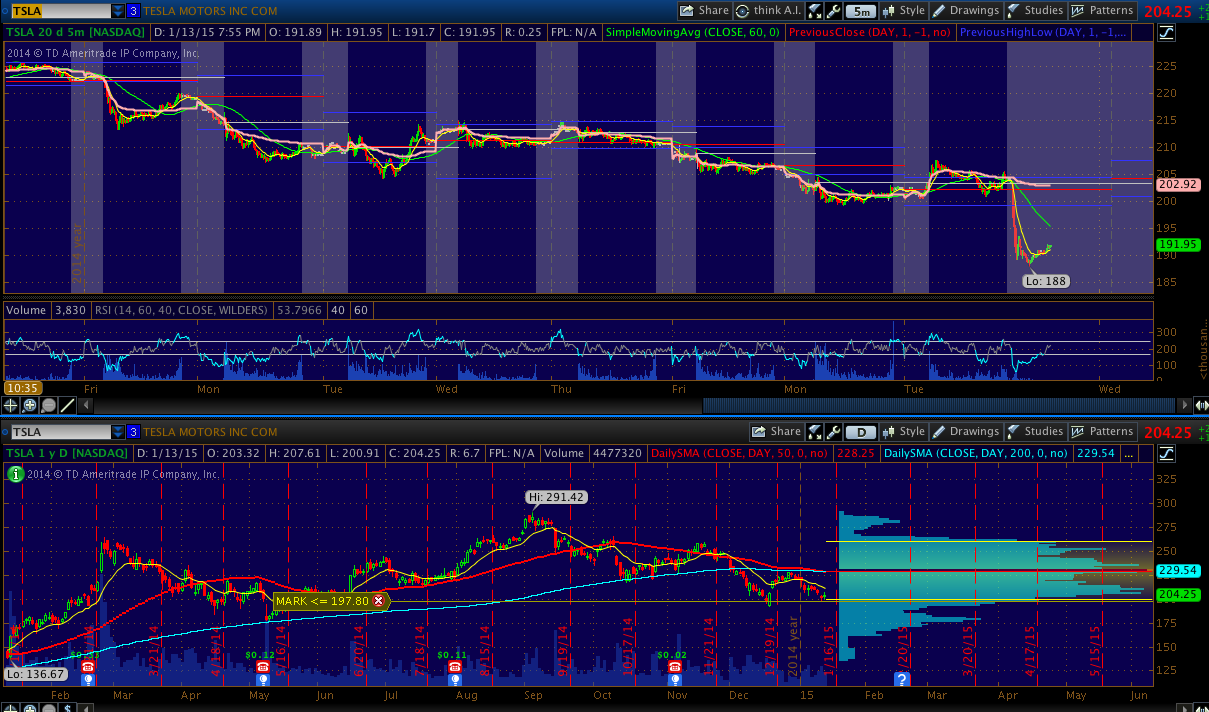 TSLA 3 TESLA MOTORS INC COM Share think A.I. 5m Style Drawings Studies Patterns 204.25
TSLA 20 d 5m [NASDAQ] D: 1/13/15 7:55 PM O: 191.89 H: 191.95 L: 191.7 C: 191.95 R: 0.25 FPL: N/A SimpleMovingAvg (CLOSE, 60, 0) PreviousClose (DAY, 1, -1, no) PreviousHighLow (DAY, 1, -1,...
2014 © TD Ameritrade IP Company, Inc.
225
220
215
210
205
202.92
200
195
191.95
190
185
2014 year
Lo: 188
Volume 3,830 RSI (14, 60, 40, CLOSE, WILDERS) 53.7966 40 60
300
200
100
0
<thousan...
10:35 Fri Mon Tue Wed Thu Fri Mon Tue Wed
TSLA 3 TESLA MOTORS INC COM Share D Style Drawings Studies Patterns 204.25
TSLA 1 y D [NASDAQ] D: 1/13/15 O: 203.32 H: 207.61 L: 200.91 C: 204.25 R: 6.7 FPL: N/A Volume 4477320 DailySMA (CLOSE, DAY, 50, 0, no) 228.25 DailySMA (CLOSE, DAY, 200, 0, no) 229.54 ...
2014 © TD Ameritrade IP Company, Inc.
Hi: 291.42
325
300
275
250
229.54
204.25
175
150
125
MARK <= 197.80
3/21/14
4/18/14
5/16/14
6/20/14
7/18/14
8/15/14
9/19/14
10/17/14
11/21/14
12/19/14
2014 year
1/16/15
2/20/15
3/20/15
4/17/15
5/15/15
$0.12
$0.11
$0.02
Lo: 136.67
Feb Mar Apr May Jun Jul Aug Sep Oct Nov Dec 15 Feb Mar Apr May Jun